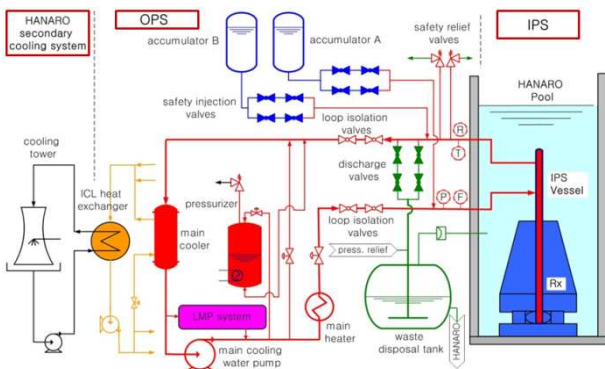 HANARO
secondary
cooling system
OPS
IPS
accumulator B
accumulator A
safety relief
valves
HANARO
Pool
safety injection
valves
loop isolation
valves
R
T
cooling
tower
ICL heat
exchanger
discharge
valves
pressurizer
IPS
Vessel
main
cooler
P
F
loop isolation
valves
press. relief
Rx
LMP system
main
heater
main cooling
water pump
waste
disposal tank
HANARO